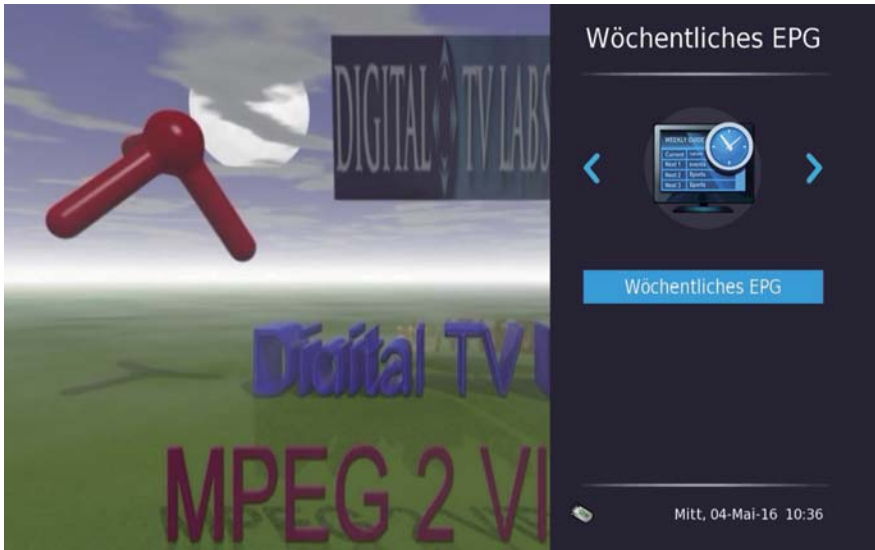 DIGITAL TV LABS
Digital TV
MPEG 2 VI
Wöchentliches EPG
WEEKLY GUIDE
Current
Next 1 events
Next 2 Sports
Next 3 Sports
Wöchentliches EPG
Mitt, 04-Mai-16 10:36